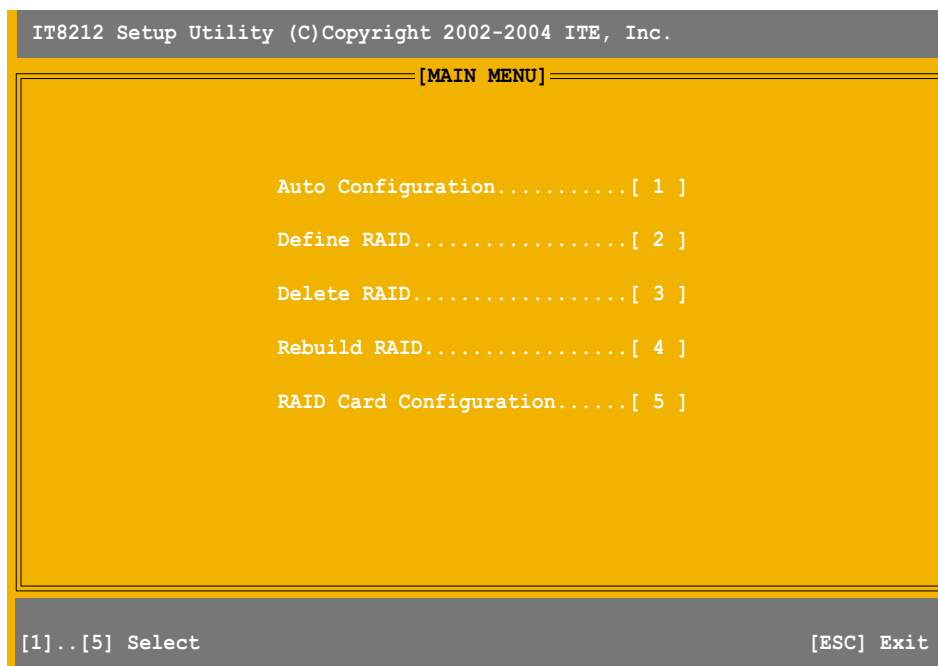 IT8212 Setup Utility (C)Copyright 2002-2004 ITE, Inc.
[MAIN MENU]
Auto Configuration...........[ 1 ]
Define RAID..................[ 2 ]
Delete RAID..................[ 3 ]
Rebuild RAID.................[ 4 ]
RAID Card Configuration......[ 5 ]
[1]..[5] Select [ESC] Exit